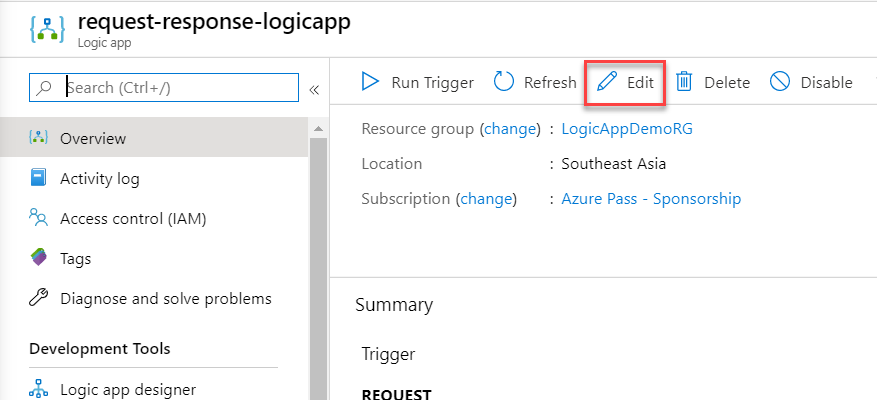 request-response-logicapp
Logic app
Search (Ctrl+/)
«
Overview
Activity log
Access control (IAM)
Tags
Diagnose and solve problems
Development Tools
Logic app designer
Run Trigger Refresh Edit Delete Disable
Resource group (change) : LogicAppDemoRG
Location : Southeast Asia
Subscription (change) : Azure Pass - Sponsorship
Summary
Trigger
REQUEST